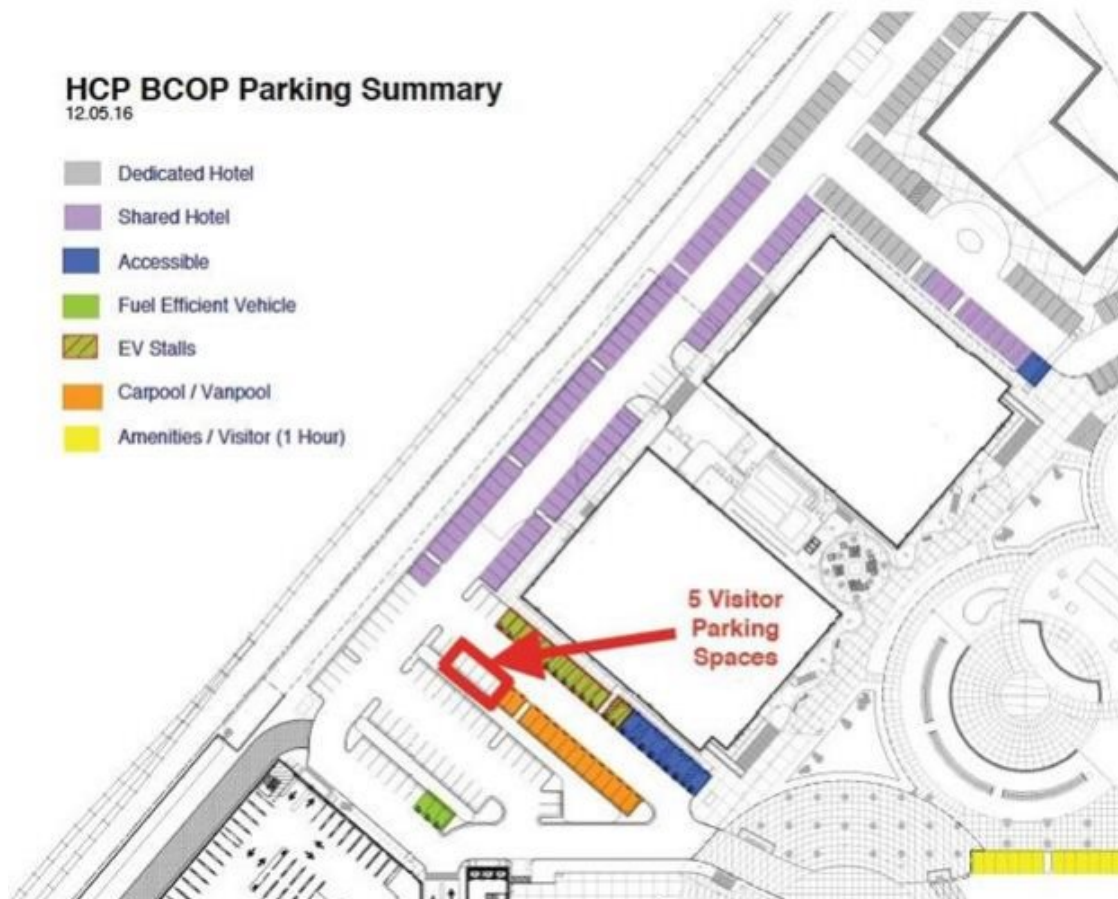 HCP BCOP Parking Summary
12.05.16
Dedicated Hotel
Shared Hotel
Accessible
Fuel Efficient Vehicle
EV Stalls
Carpool / Vanpool
Amenities / Visitor (1 Hour)
5 Visitor
Parking
Spaces